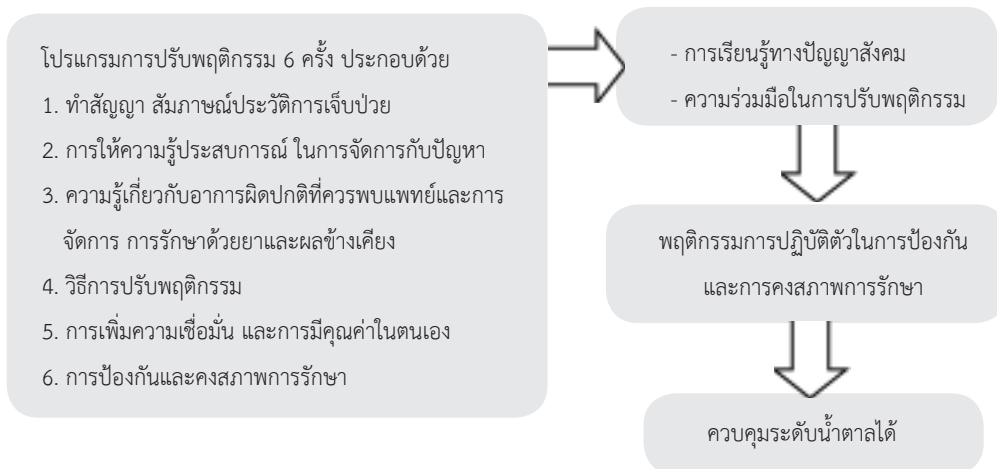 โปรแกรมการปรับพฤติกรรม 6 ครั้ง ประกอบด้วย
1. ทำสัญญา สัมภาษณ์ประวัติการเจ็บป่วย
2. การให้ความรู้ประสบการณ์ ในการจัดการกับปัญหา
3. ความรู้เกี่ยวกับอาการผิดปกติที่ควรพบแพทย์และการ
จัดการ การรักษาด้วยยาและผลข้างเคียง
4. วิธีการปรับพฤติกรรม
5. การเพิ่มความเชื่อมั่น และการมีคุณค่าในตนเอง
6. การป้องกันและคงสภาพการรักษา
- การเรียนรู้ทางปัญญาสังคม
- ความร่วมมือในการปรับพฤติกรรม
พฤติกรรมการปฏิบัติตัวในการป้องกัน
และการคงสภาพการรักษา
ควบคุมระดับน้ำตาลได้